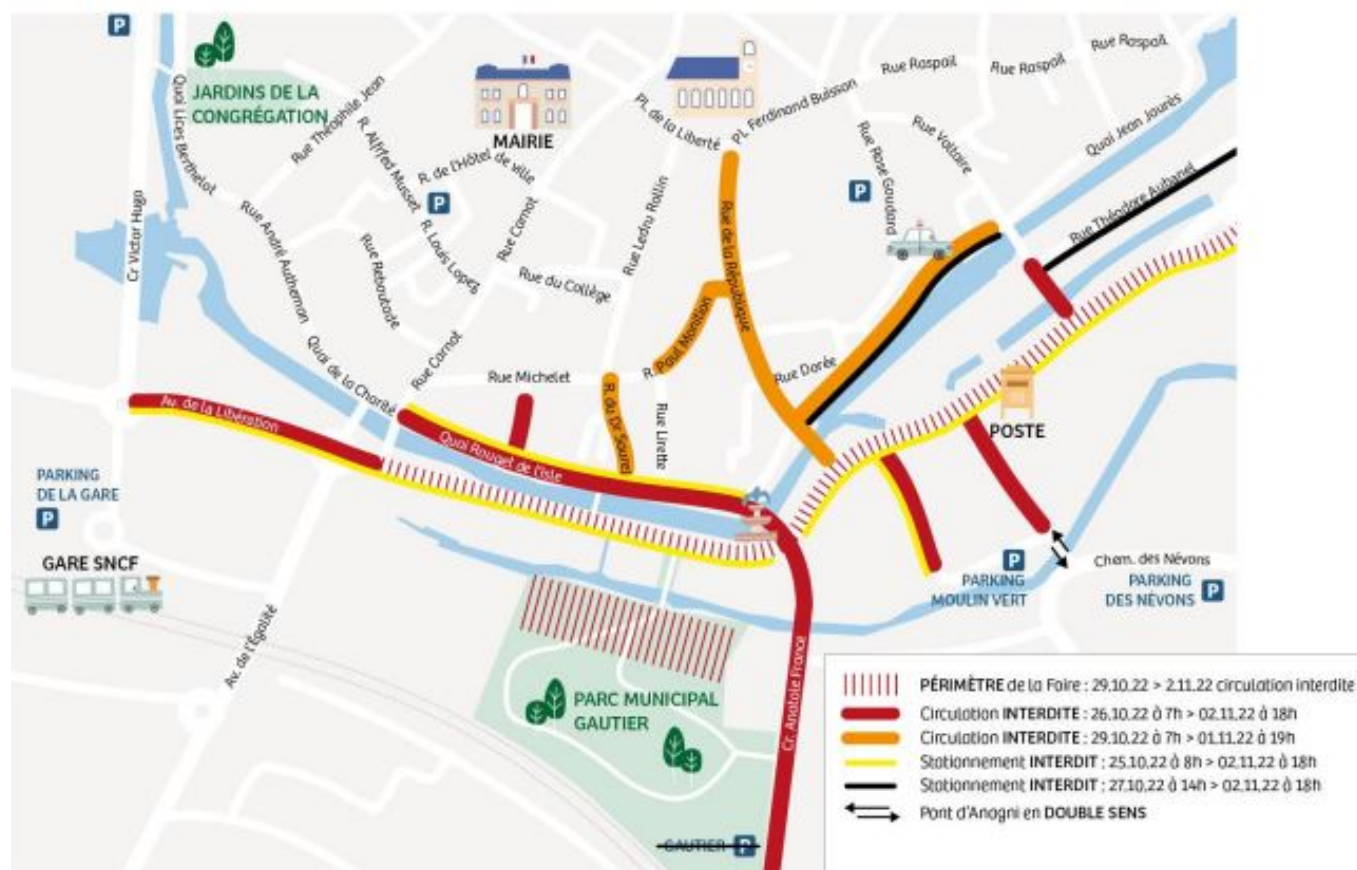 P
JARDINS DE LA
CONGRÉGATION
Quai Lices Berthelot
Cr Victor Hugo
Rue Théophile Jean
R. Alfrfed Musset
R. de l'Hôtel de ville
MAIRIE
P
R. Louis Lopez
Rue Carnot
Rue André Authemon
Rue Reboutade
Rue du Collège
Rue Ledru Rollin
Pl. de la Liberté
Pl. Ferdinand Buisson
Rue Raspail
Rue Raspail
Rue Raspail
Rue Voltaire
Rue Rose Goudard
P
Quai Jean Jaurès
Rue Théodore Aubanel
Rue de la République
R. Paul Monition
Rue Dorée
Quai de la Charité
Rue Carnot
Rue Michelet
R. du Dr Sourel
Rue Lirette
Av. de la Libération
Quai Rouget de l'Isle
POSTE
PARKING
DE LA GARE
P
GARE SNCF
Av. de l'Égalité
P
PARKING
MOULIN VERT
Chem. des Névons
PARKING
DES NÉVONS
P
PARC MUNICIPAL
GAUTIER
Cr. Anatole France
GAUTIER P
PÉRIMÈTRE de la Foire : 29.10.22 > 2.11.22 circulation interdite
Circulation INTERDITE : 26.10.22 à 7h > 02.11.22 à 18h
Circulation INTERDITE : 29.10.22 à 7h > 01.11.22 à 19h
Stationnement INTERDIT : 25.10.22 à 8h > 02.11.22 à 18h
Stationnement INTERDIT : 27.10.22 à 14h > 02.11.22 à 18h
Pont d'Anagni en DOUBLE SENS